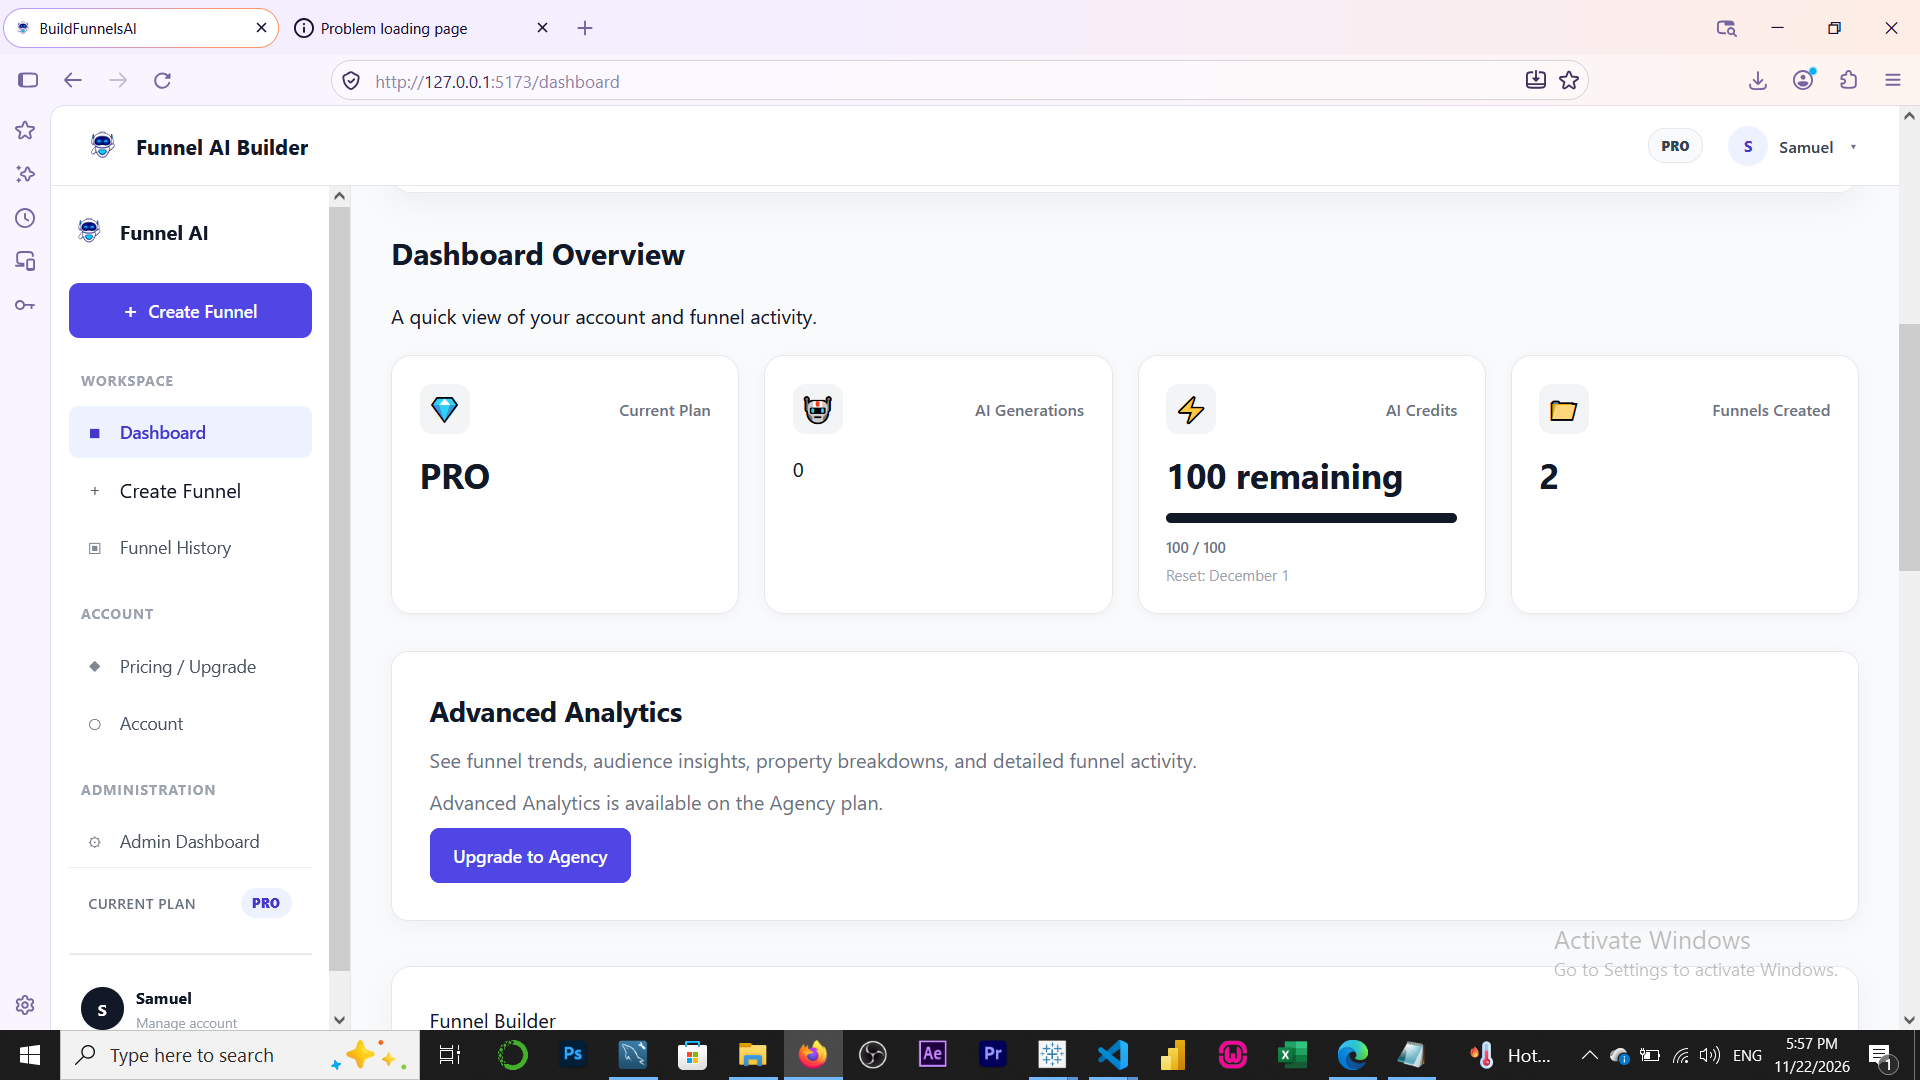 BuildFunnelsAI
Problem loading page
http://127.0.0.1:5173/dashboard
Funnel AI Builder
PRO
S
Samuel
Funnel AI
+ Create Funnel
WORKSPACE
Dashboard
+ Create Funnel
Funnel History
ACCOUNT
Pricing / Upgrade
Account
ADMINISTRATION
Admin Dashboard
CURRENT PLAN
PRO
S
Samuel
Manage account
Dashboard Overview
A quick view of your account and funnel activity.
Current Plan
PRO
AI Generations
0
AI Credits
100 remaining
100 / 100
Reset: December 1
Funnels Created
2
Advanced Analytics
See funnel trends, audience insights, property breakdowns, and detailed funnel activity.
Advanced Analytics is available on the Agency plan.
Upgrade to Agency
Funnel Builder
Activate Windows
Go to Settings to activate Windows.
Type here to search
Ps
Ae
Pr
Hot...
ENG
5:57 PM
11/22/2026
1